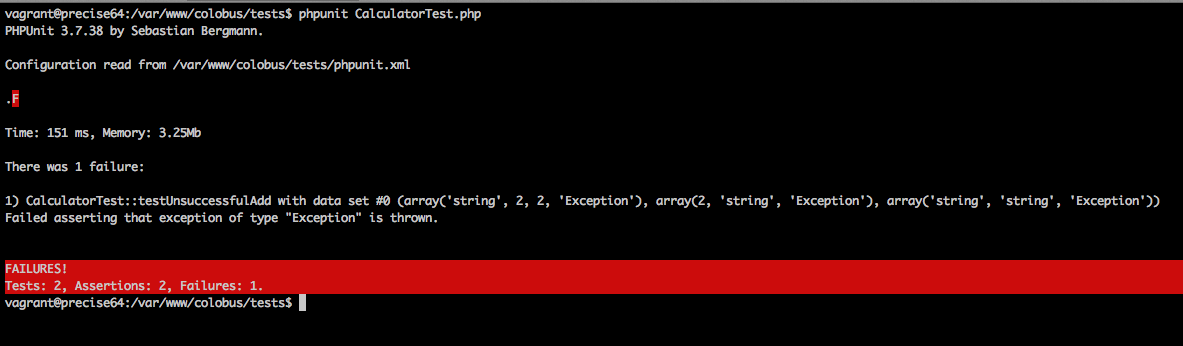 vagrant@precise64:/var/www/colobus/tests$ phpunit CalculatorTest.php
PHPUnit 3.7.38 by Sebastian Bergmann.
Configuration read from /var/www/colobus/tests/phpunit.xml
.F
Time: 151 ms, Memory: 3.25Mb
There was 1 failure:
1) CalculatorTest::testUnsuccessfulAdd with data set #0 (array('string', 2, 2, 'Exception'), array(2, 'string', 'Exception'), array('string', 'string', 'Exception'))
Failed asserting that exception of type "Exception" is thrown.
FAILURES!
Tests: 2, Assertions: 2, Failures: 1.
vagrant@precise64:/var/www/colobus/tests$